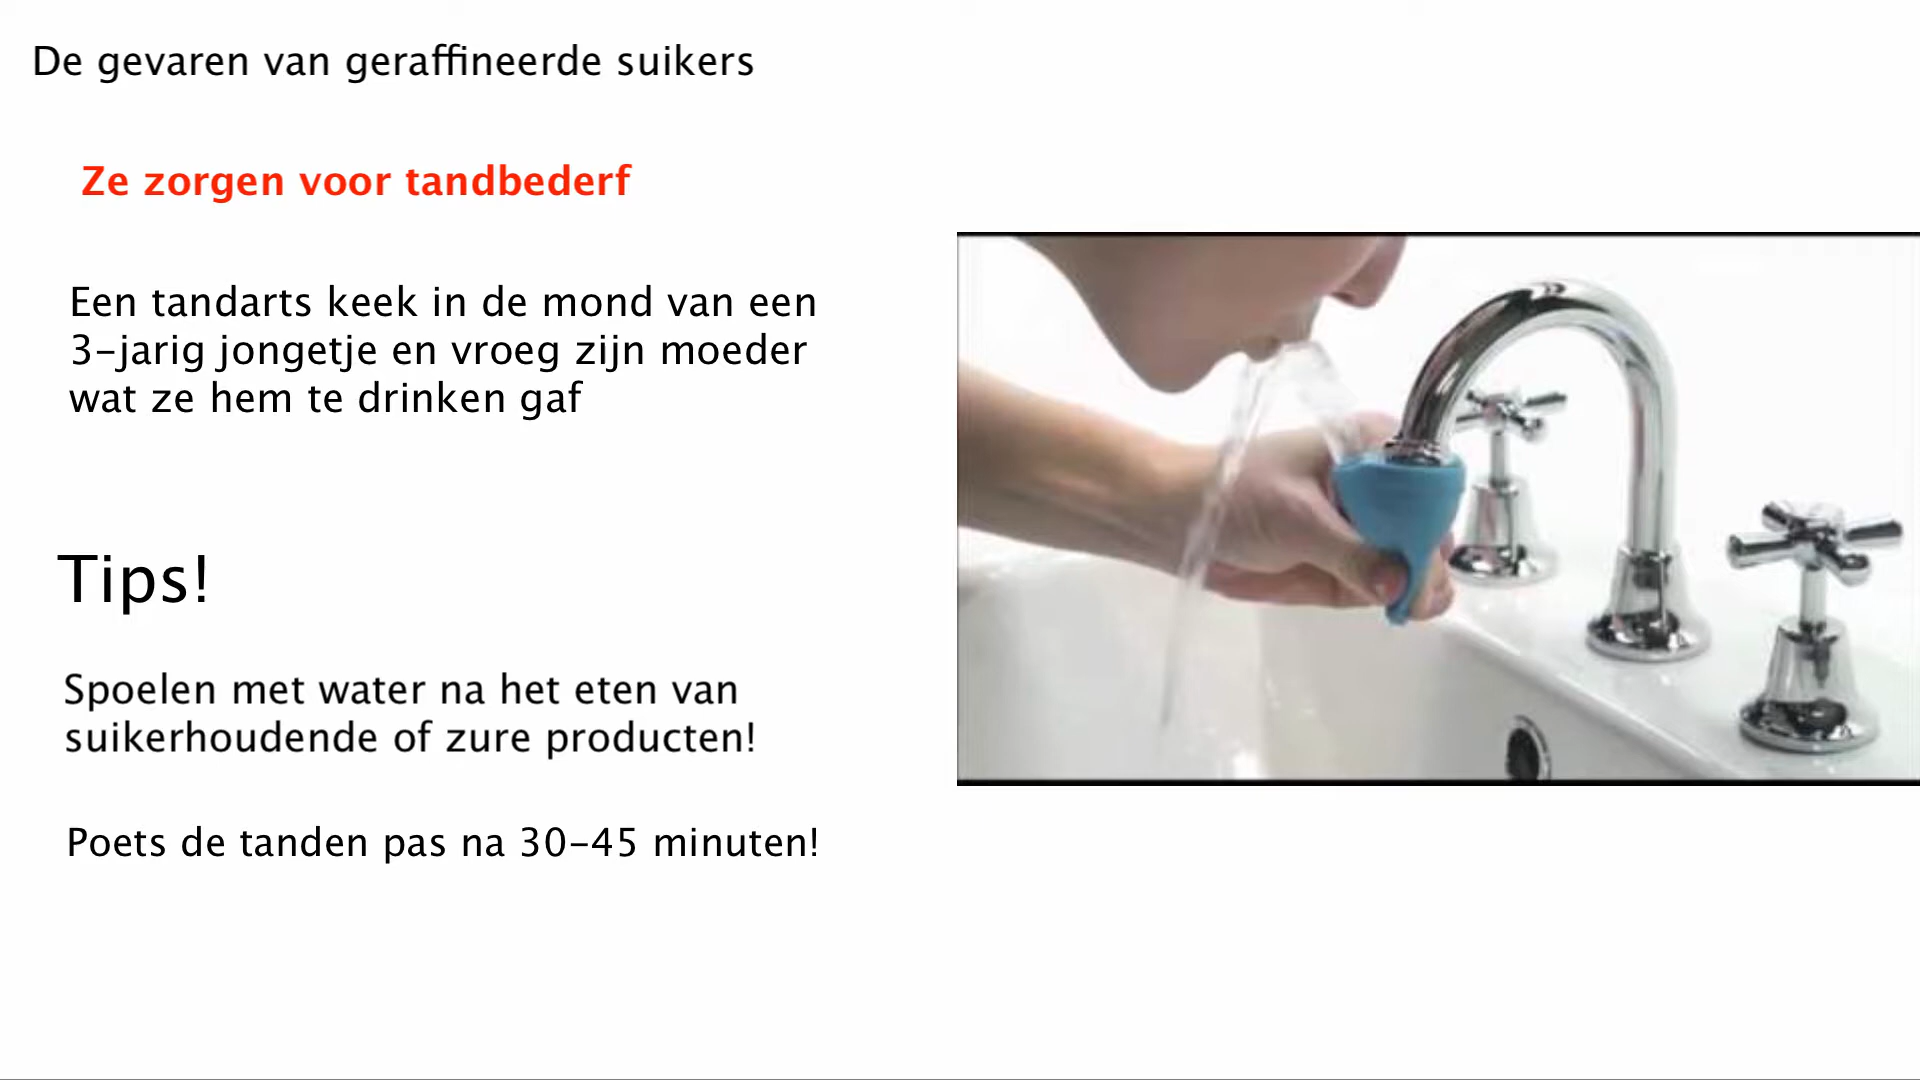 De gevaren van geraffineerde suikers
Ze zorgen voor tandbederf
Een tandarts keek in de mond van een
3-jarig jongetje en vroeg zijn moeder
wat ze hem te drinken gaf
Tips!
Spoelen met water na het eten van
suikerhoudende of zure producten!
Poets de tanden pas na 30-45 minuten!